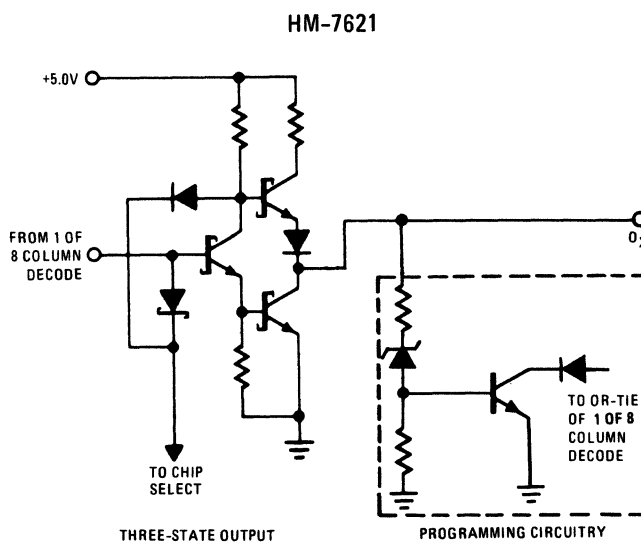 HM-7621
+5.0V
FROM 1 OF
8 COLUMN
DECODE
TO CHIP
SELECT
THREE-STATE OUTPUT
TO OR-TIE
OF 1 OF 8
COLUMN
DECODE
PROGRAMMING CIRCUITRY